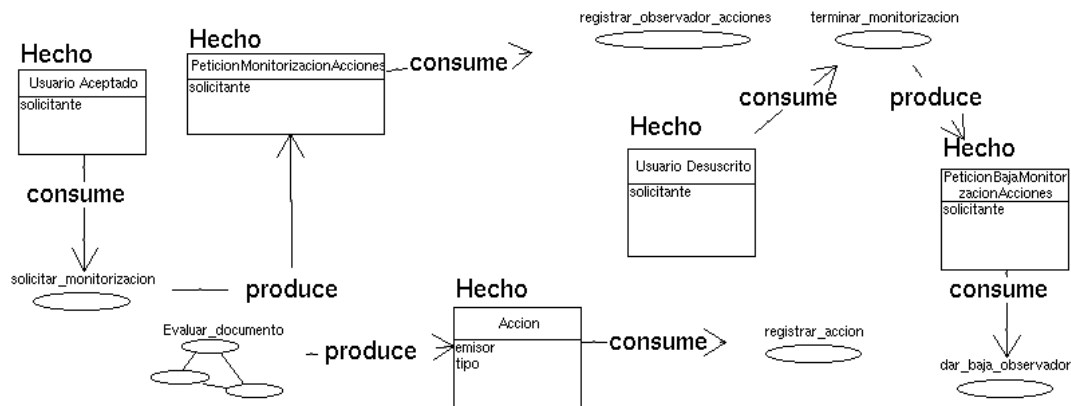 registrar_observador_acciones
terminar_monitorizacion
Hecho
Usuario Aceptado
solicitante
Hecho
PeticionMonitorizacionAcciones
solicitante
consume
consume
produce
Hecho
Usuario Desuscrito
solicitante
Hecho
PeticionBajaMonitor
zacionAcciones
solicitante
consume
solicitar_monitorizacion
produce
Hecho
Accion
emisor
tipo
consume
Evaluar_documento
produce
consume
registrar_accion
dar_baja_observador